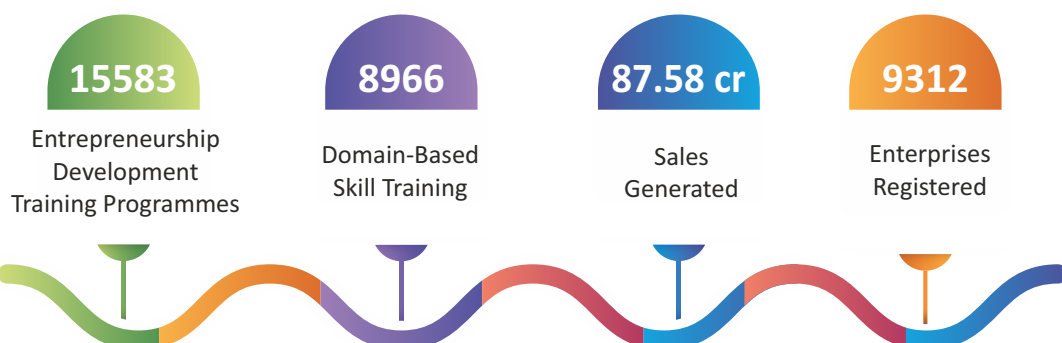 15583
Entrepreneurship
Development
Training Programmes
8966
Domain-Based
Skill Training
87.58 cr
Sales
Generated
9312
Enterprises
Registered